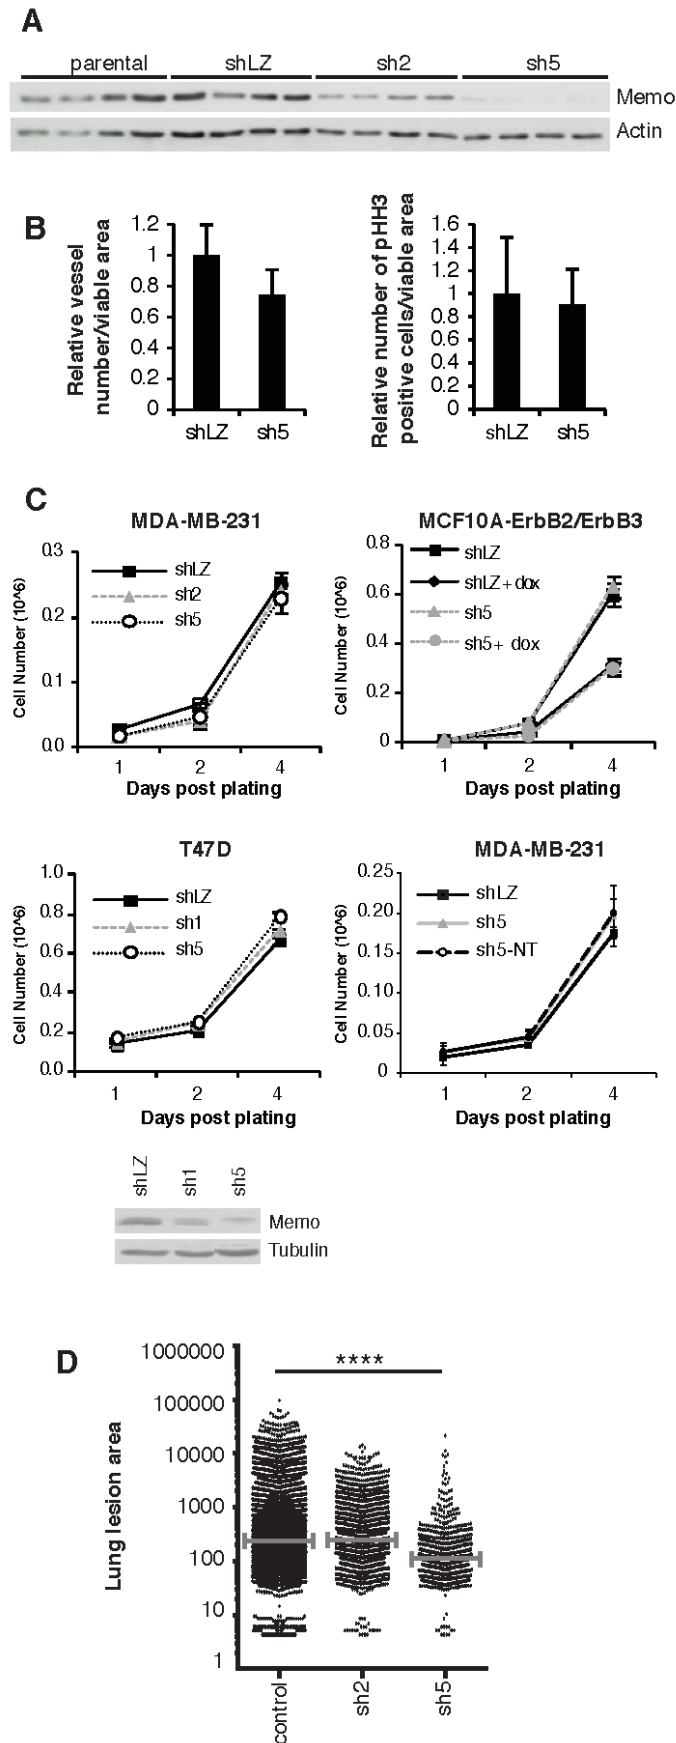 A
parental shLZ sh2 sh5
Memo
Actin
B
Relative vessel
number/viable area
1.2
1
0.8
0.6
0.4
0.2
0
shLZ sh5
Relative number of pHH3
positive cells/viable area
1.6
1.4
1.2
1
0.8
0.6
0.4
0.2
0
shLZ sh5
C
MDA-MB-231
Cell Number (10^6)
0.3
0.2
0.1
0.0
shLZ
sh2
sh5
1 2 4
Days post plating
MCF10A-ErbB2/ErbB3
Cell Number (10^6)
0.8
0.6
0.4
0.2
0
shLZ
shLZ+dox
sh5
sh5+ dox
1 2 4
Days post plating
T47D
Cell Number (10^6)
1.0
0.8
0.6
0.4
0.2
0.0
shLZ
sh1
sh5
1 2 4
Days post plating
MDA-MB-231
Cell Number (10^6)
0.25
0.20
0.15
0.10
0.05
0
shLZ
sh5
sh5-NT
1 2 4
Days post plating
shLZ sh1 sh5
Memo
Tubulin
D
Lung lesion area
1000000
100000
10000
1000
100
10
1
****
control sh2 sh5